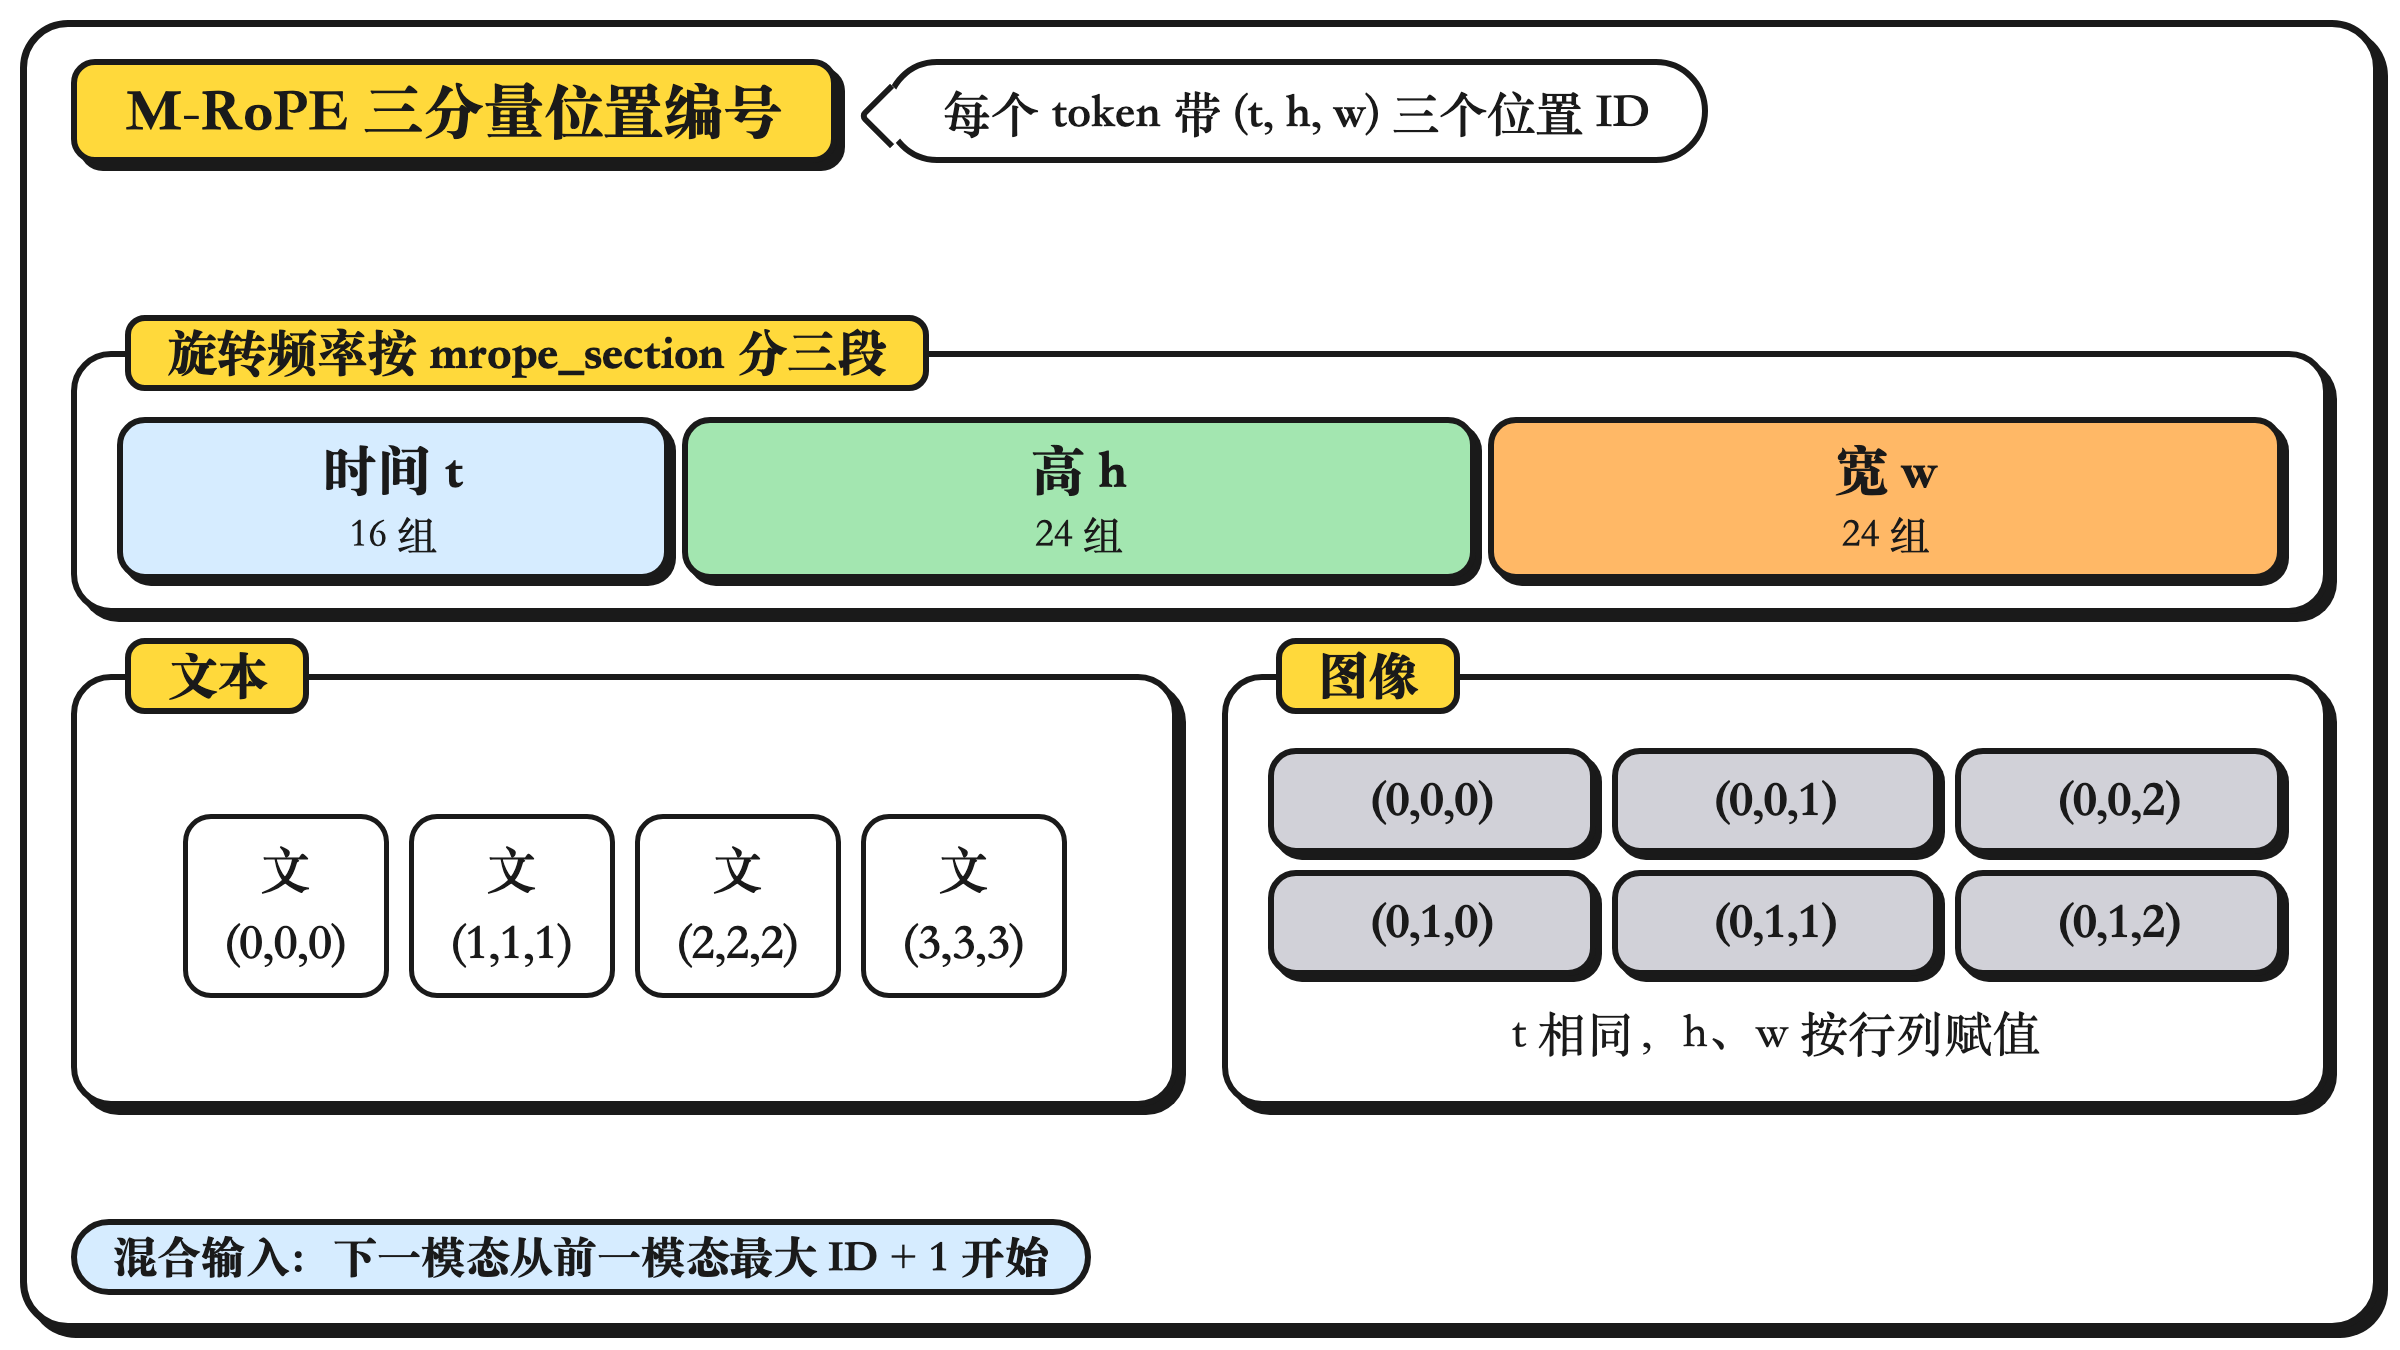 M-RoPE 三分量位置编号
每个 token 带 (t, h, w) 三个位置 ID
旋转频率按 mrope_section 分三段
时间 t
16 组
高 h
24 组
宽 w
24 组
文本
文
(0,0,0)
文
(1,1,1)
文
(2,2,2)
文
(3,3,3)
图像
(0,0,0)
(0,0,1)
(0,0,2)
(0,1,0)
(0,1,1)
(0,1,2)
t 相同，h、w 按行列赋值
混合输入：下一模态从前一模态最大 ID + 1 开始